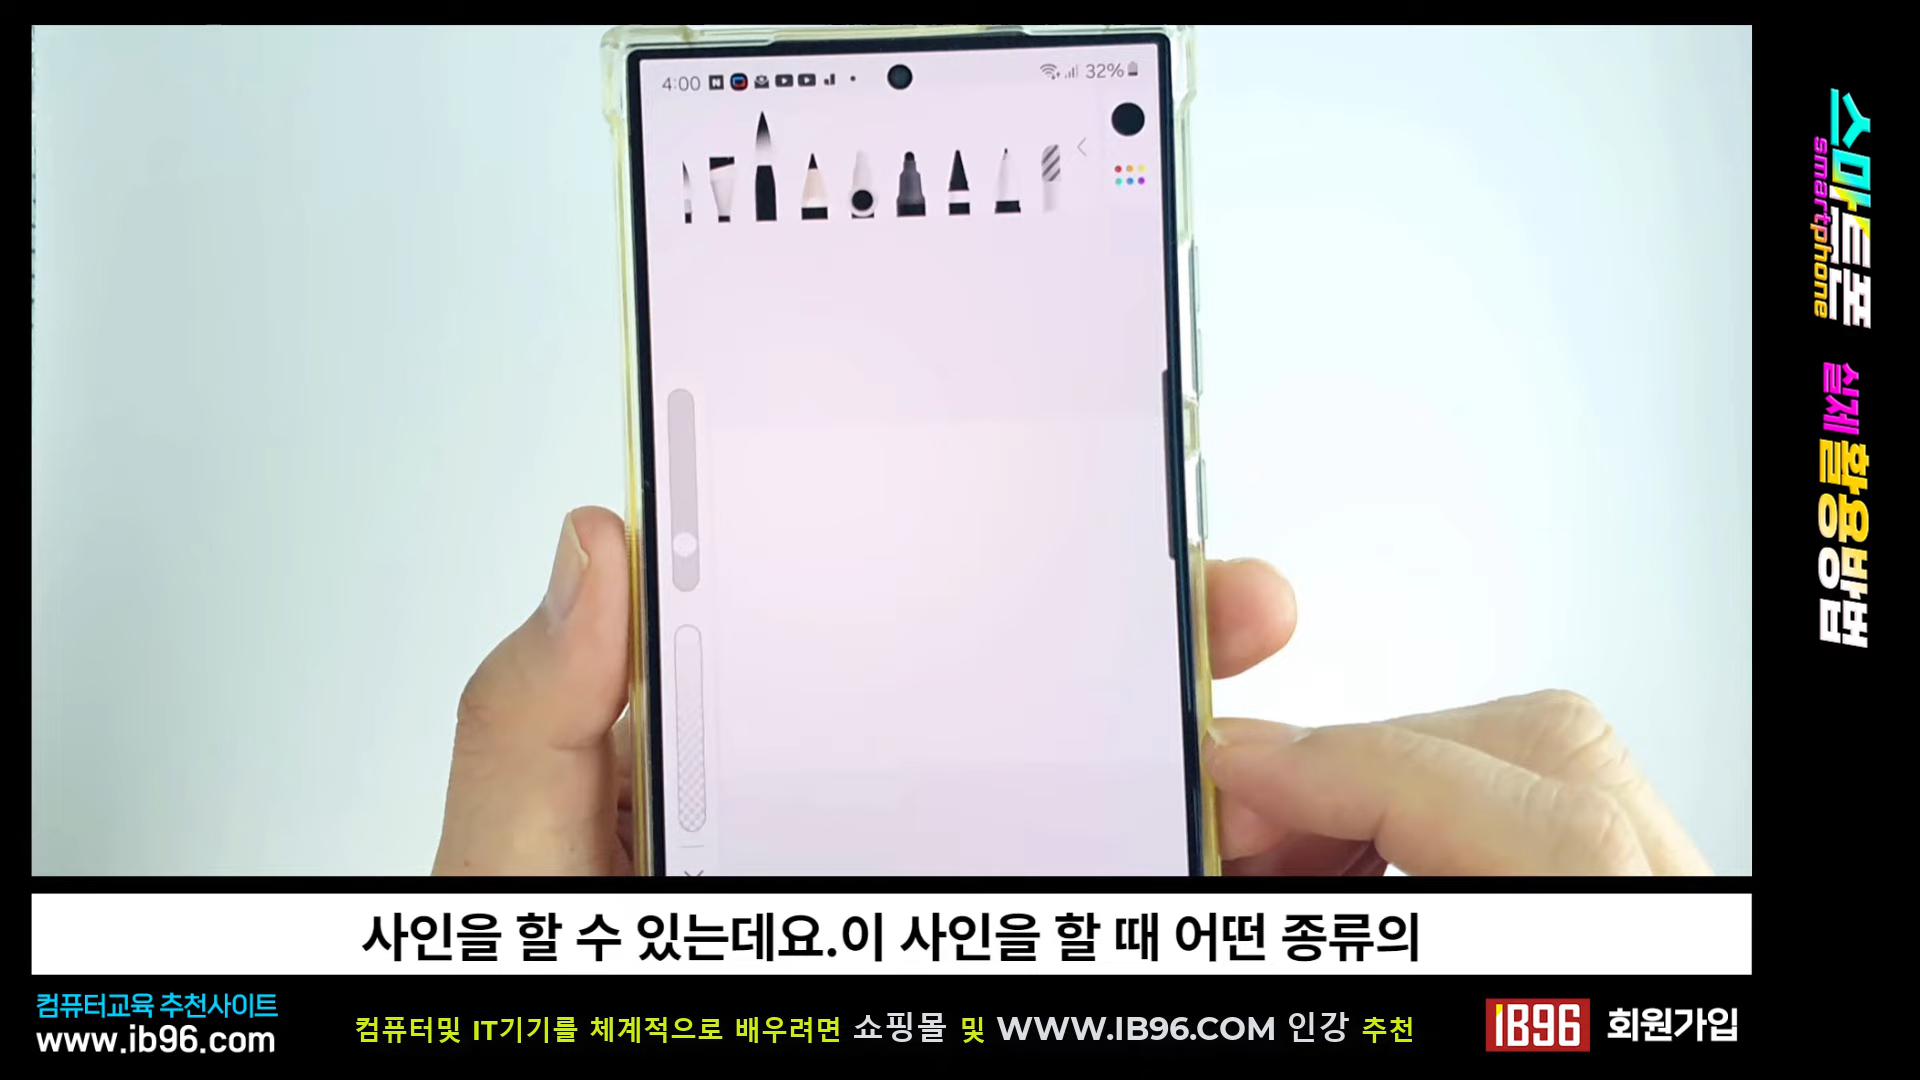 4:00
32%
스마트폰
smartphone
실제 활용방법
사인을 할 수 있는데요.이 사인을 할 때 어떤 종류의
컴퓨터교육 추천사이트
www.ib96.com
컴퓨터및 IT기기를 체계적으로 배우려면 쇼핑몰 및 WWW.IB96.COM 인강 추천
IB96 회원가입